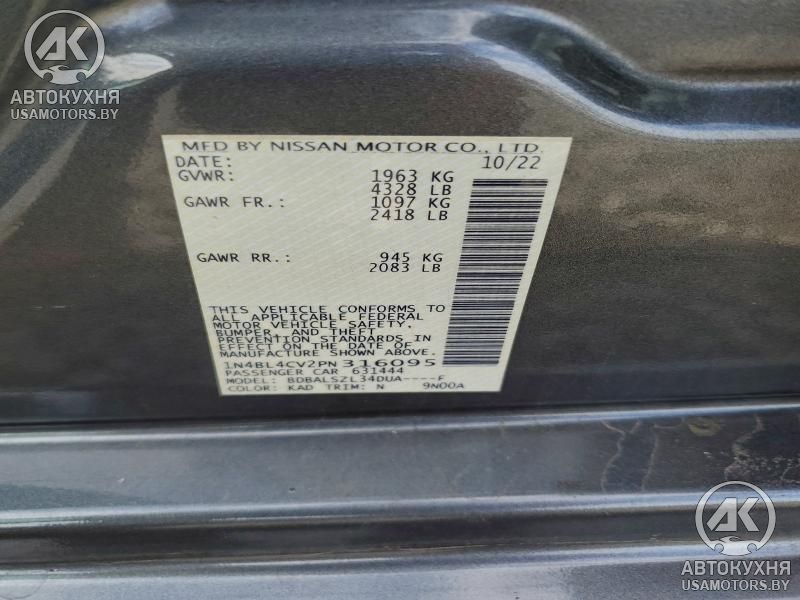 АК
АВТОКУХНЯ
USAMOTORS.BY
MFD BY NISSAN MOTOR CO., LTD.
DATE: 10/22
GVWR: 1963 KG
4328 LB
GAWR FR.: 1097 KG
2418 LB
GAWR RR.: 945 KG
2083 LB
THIS VEHICLE CONFORMS TO
ALL APPLICABLE FEDERAL
MOTOR VEHICLE SAFETY,
BUMPER, AND THEFT
PREVENTION STANDARDS IN
EFFECT ON THE DATE OF
MANUFACTURE SHOWN ABOVE.
1N4BL4CV2PN316095
PASSENGER CAR 631444
MODEL: BDBALSZL34DUA----F
COLOR: KAD TRIM: N 9N00A
АК
АВТОКУХНЯ
USAMOTORS.BY